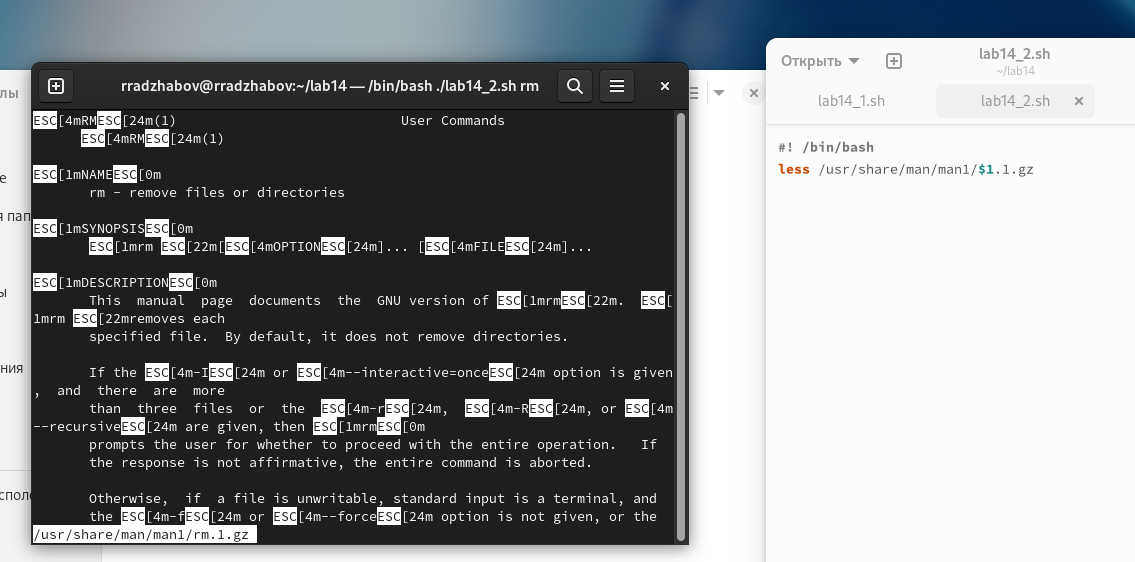 лы
е
я пап
ы
ния
споло
rradzhabov@rradzhabov:~/lab14 — /bin/bash ./lab14_2.sh rm
ESC[4mRMESC[24m(1) User Commands
ESC[4mRMESC[24m(1)
ESC[1mNAMEESC[0m
rm - remove files or directories
ESC[1mSYNOPSISESC[0m
ESC[1mrm ESC[22m[ESC[4mOPTIONESC[24m]... [ESC[4mFILEESC[24m]...
ESC[1mDESCRIPTIONESC[0m
This manual page documents the GNU version of ESC[1mrmESC[22m. ESC[
1mrm ESC[22mremoves each
specified file. By default, it does not remove directories.
If the ESC[4m-IESC[24m or ESC[4m--interactive=onceESC[24m option is given
, and there are more
than three files or the ESC[4m-rESC[24m, ESC[4m-RESC[24m, or ESC[4m
--recursiveESC[24m are given, then ESC[1mrmESC[0m
prompts the user for whether to proceed with the entire operation. If
the response is not affirmative, the entire command is aborted.
Otherwise, if a file is unwritable, standard input is a terminal, and
the ESC[4m-fESC[24m or ESC[4m--forceESC[24m option is not given, or the
/usr/share/man/man1/rm.1.gz
Открыть
lab14_2.sh
~/lab14
lab14_1.sh
lab14_2.sh
#! /bin/bash
less /usr/share/man/man1/$1.1.gz